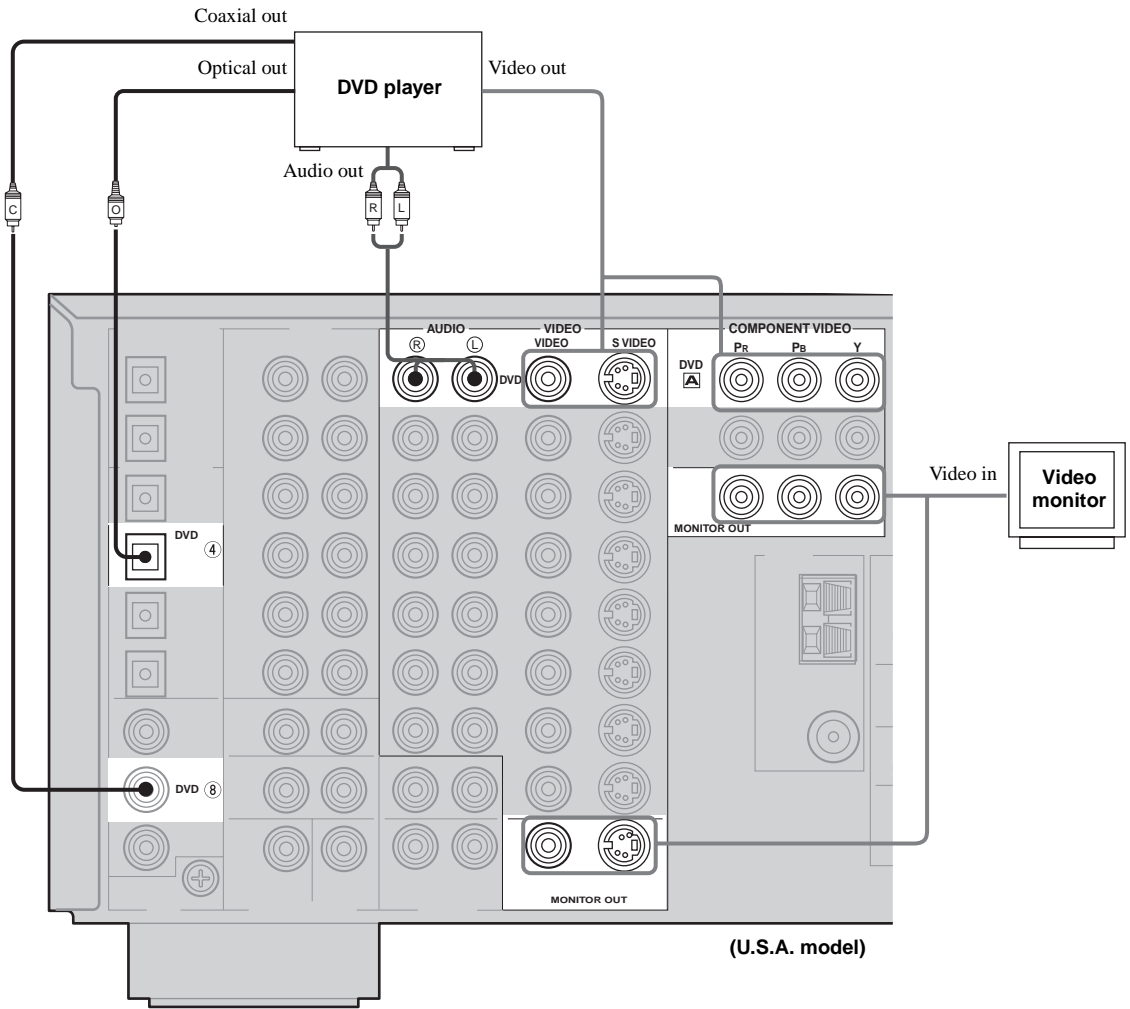 Coaxial out
Optical out
DVD player
Video out
Audio out
C
O
R
L
AUDIO
VIDEO
COMPONENT VIDEO
R
L
VIDEO
S VIDEO
PR
PB
Y
DVD
DVD
A
Video in
Video
monitor
MONITOR OUT
DVD
4
DVD
8
MONITOR OUT
(U.S.A. model)